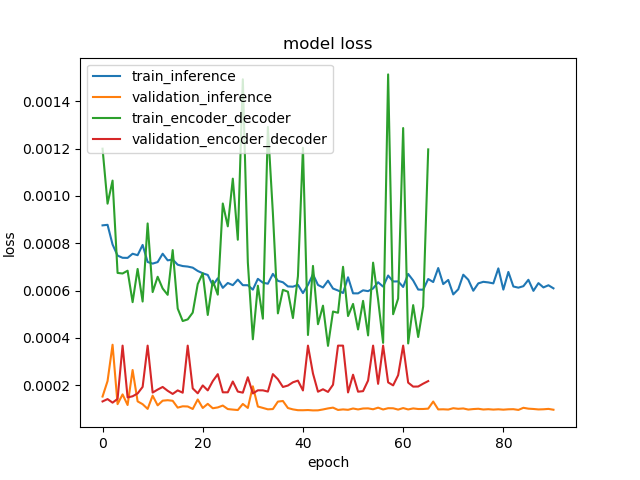 model loss
train_inference
validation_inference
train_encoder_decoder
validation_encoder_decoder
0.0014
0.0012
0.0010
0.0008
0.0006
0.0004
0.0002
loss
0 20 40 60 80
epoch